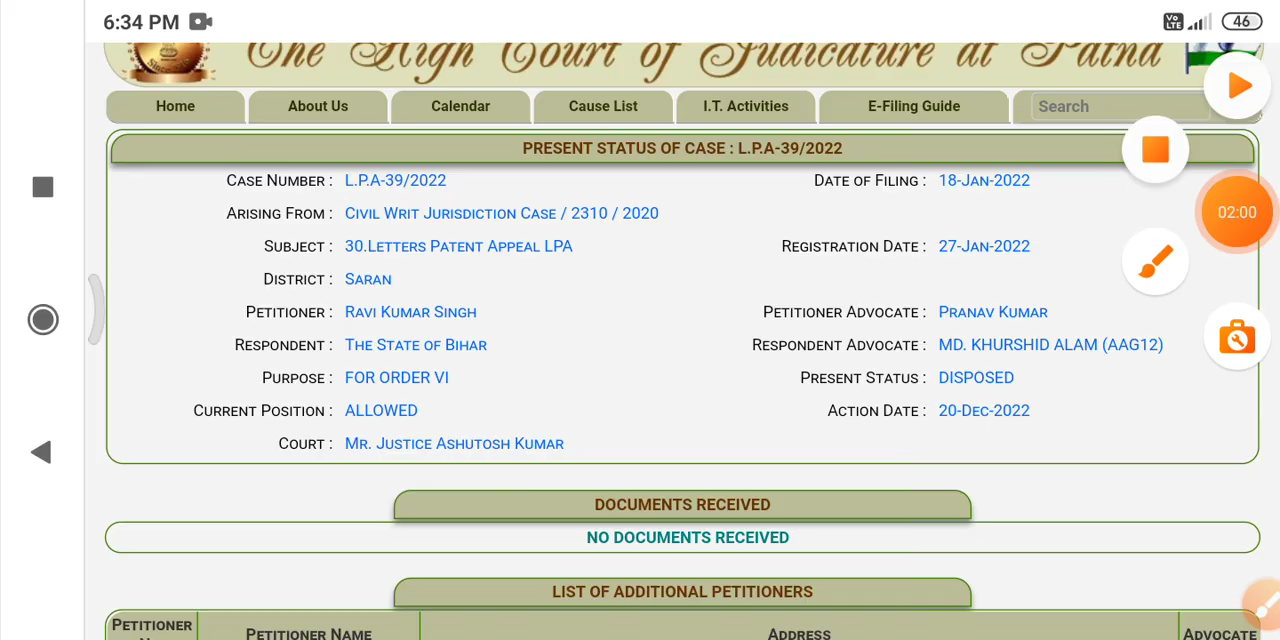 6:34 PM
Vo LTE 46
The High Court of Judicature at Patna
Home About Us Calendar Cause List I.T. Activities E-Filing Guide Search
PRESENT STATUS OF CASE : L.P.A-39/2022
CASE NUMBER : L.P.A-39/2022 DATE OF FILING : 18-JAN-2022
ARISING FROM : CIVIL WRIT JURISDICTION CASE / 2310 / 2020
SUBJECT : 30.LETTERS PATENT APPEAL LPA REGISTRATION DATE : 27-JAN-2022
DISTRICT : SARAN
PETITIONER : RAVI KUMAR SINGH PETITIONER ADVOCATE : PRANAV KUMAR
RESPONDENT : THE STATE OF BIHAR RESPONDENT ADVOCATE : MD. KHURSHID ALAM (AAG12)
PURPOSE : FOR ORDER VI PRESENT STATUS : DISPOSED
CURRENT POSITION : ALLOWED ACTION DATE : 20-DEC-2022
COURT : MR. JUSTICE ASHUTOSH KUMAR
02:00
DOCUMENTS RECEIVED
NO DOCUMENTS RECEIVED
LIST OF ADDITIONAL PETITIONERS
PETITIONER PETITIONER NAME ADDRESS ADVOCATE